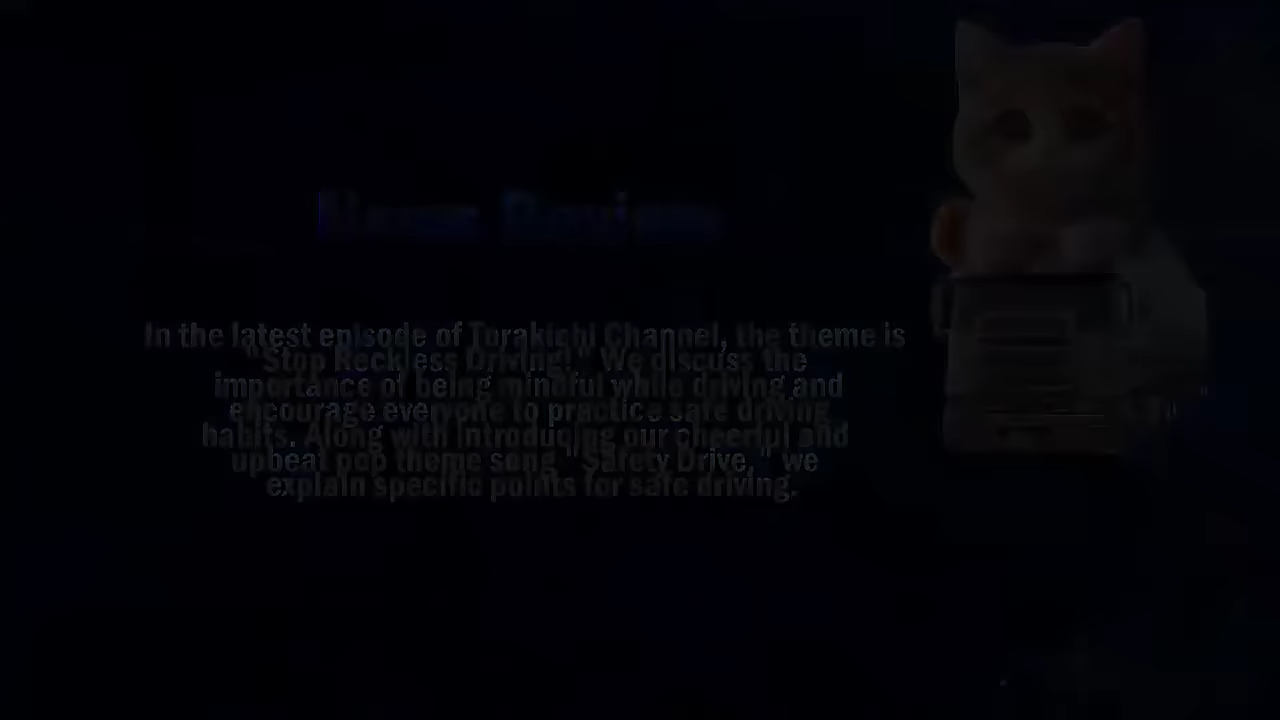 In the latest episode of Torakichi Channel, the theme is
"Stop Reckless Driving!" We discuss the
importance of being mindful while driving and
encourage everyone to practice safe driving
habits. Along with introducing our cheerful and
upbeat pop theme song "Safety Drive," we
explain specific points for safe driving.